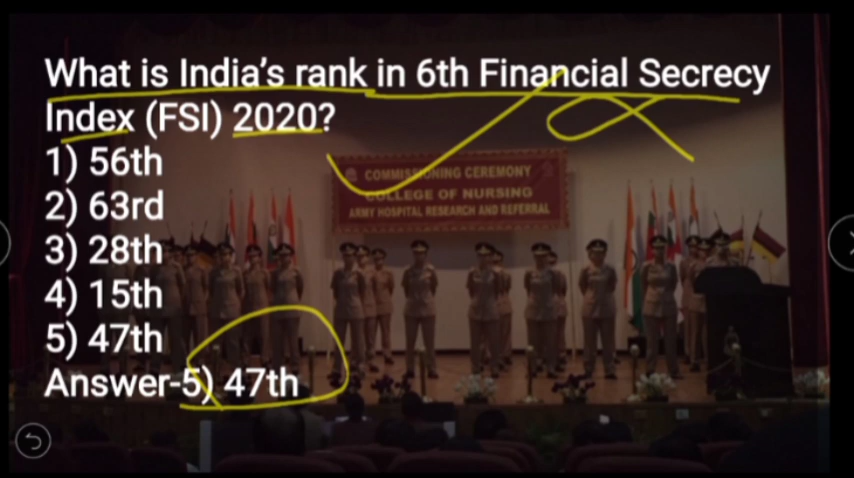 What is India's rank in 6th Financial Secrecy
Index (FSI) 2020?
1) 56th
2) 63rd
3) 28th
4) 15th
5) 47th
Answer-5) 47th
COMMISSIONING CEREMONY
COLLEGE OF NURSING
ARMY HOSPITAL RESEARCH AND REFERRAL